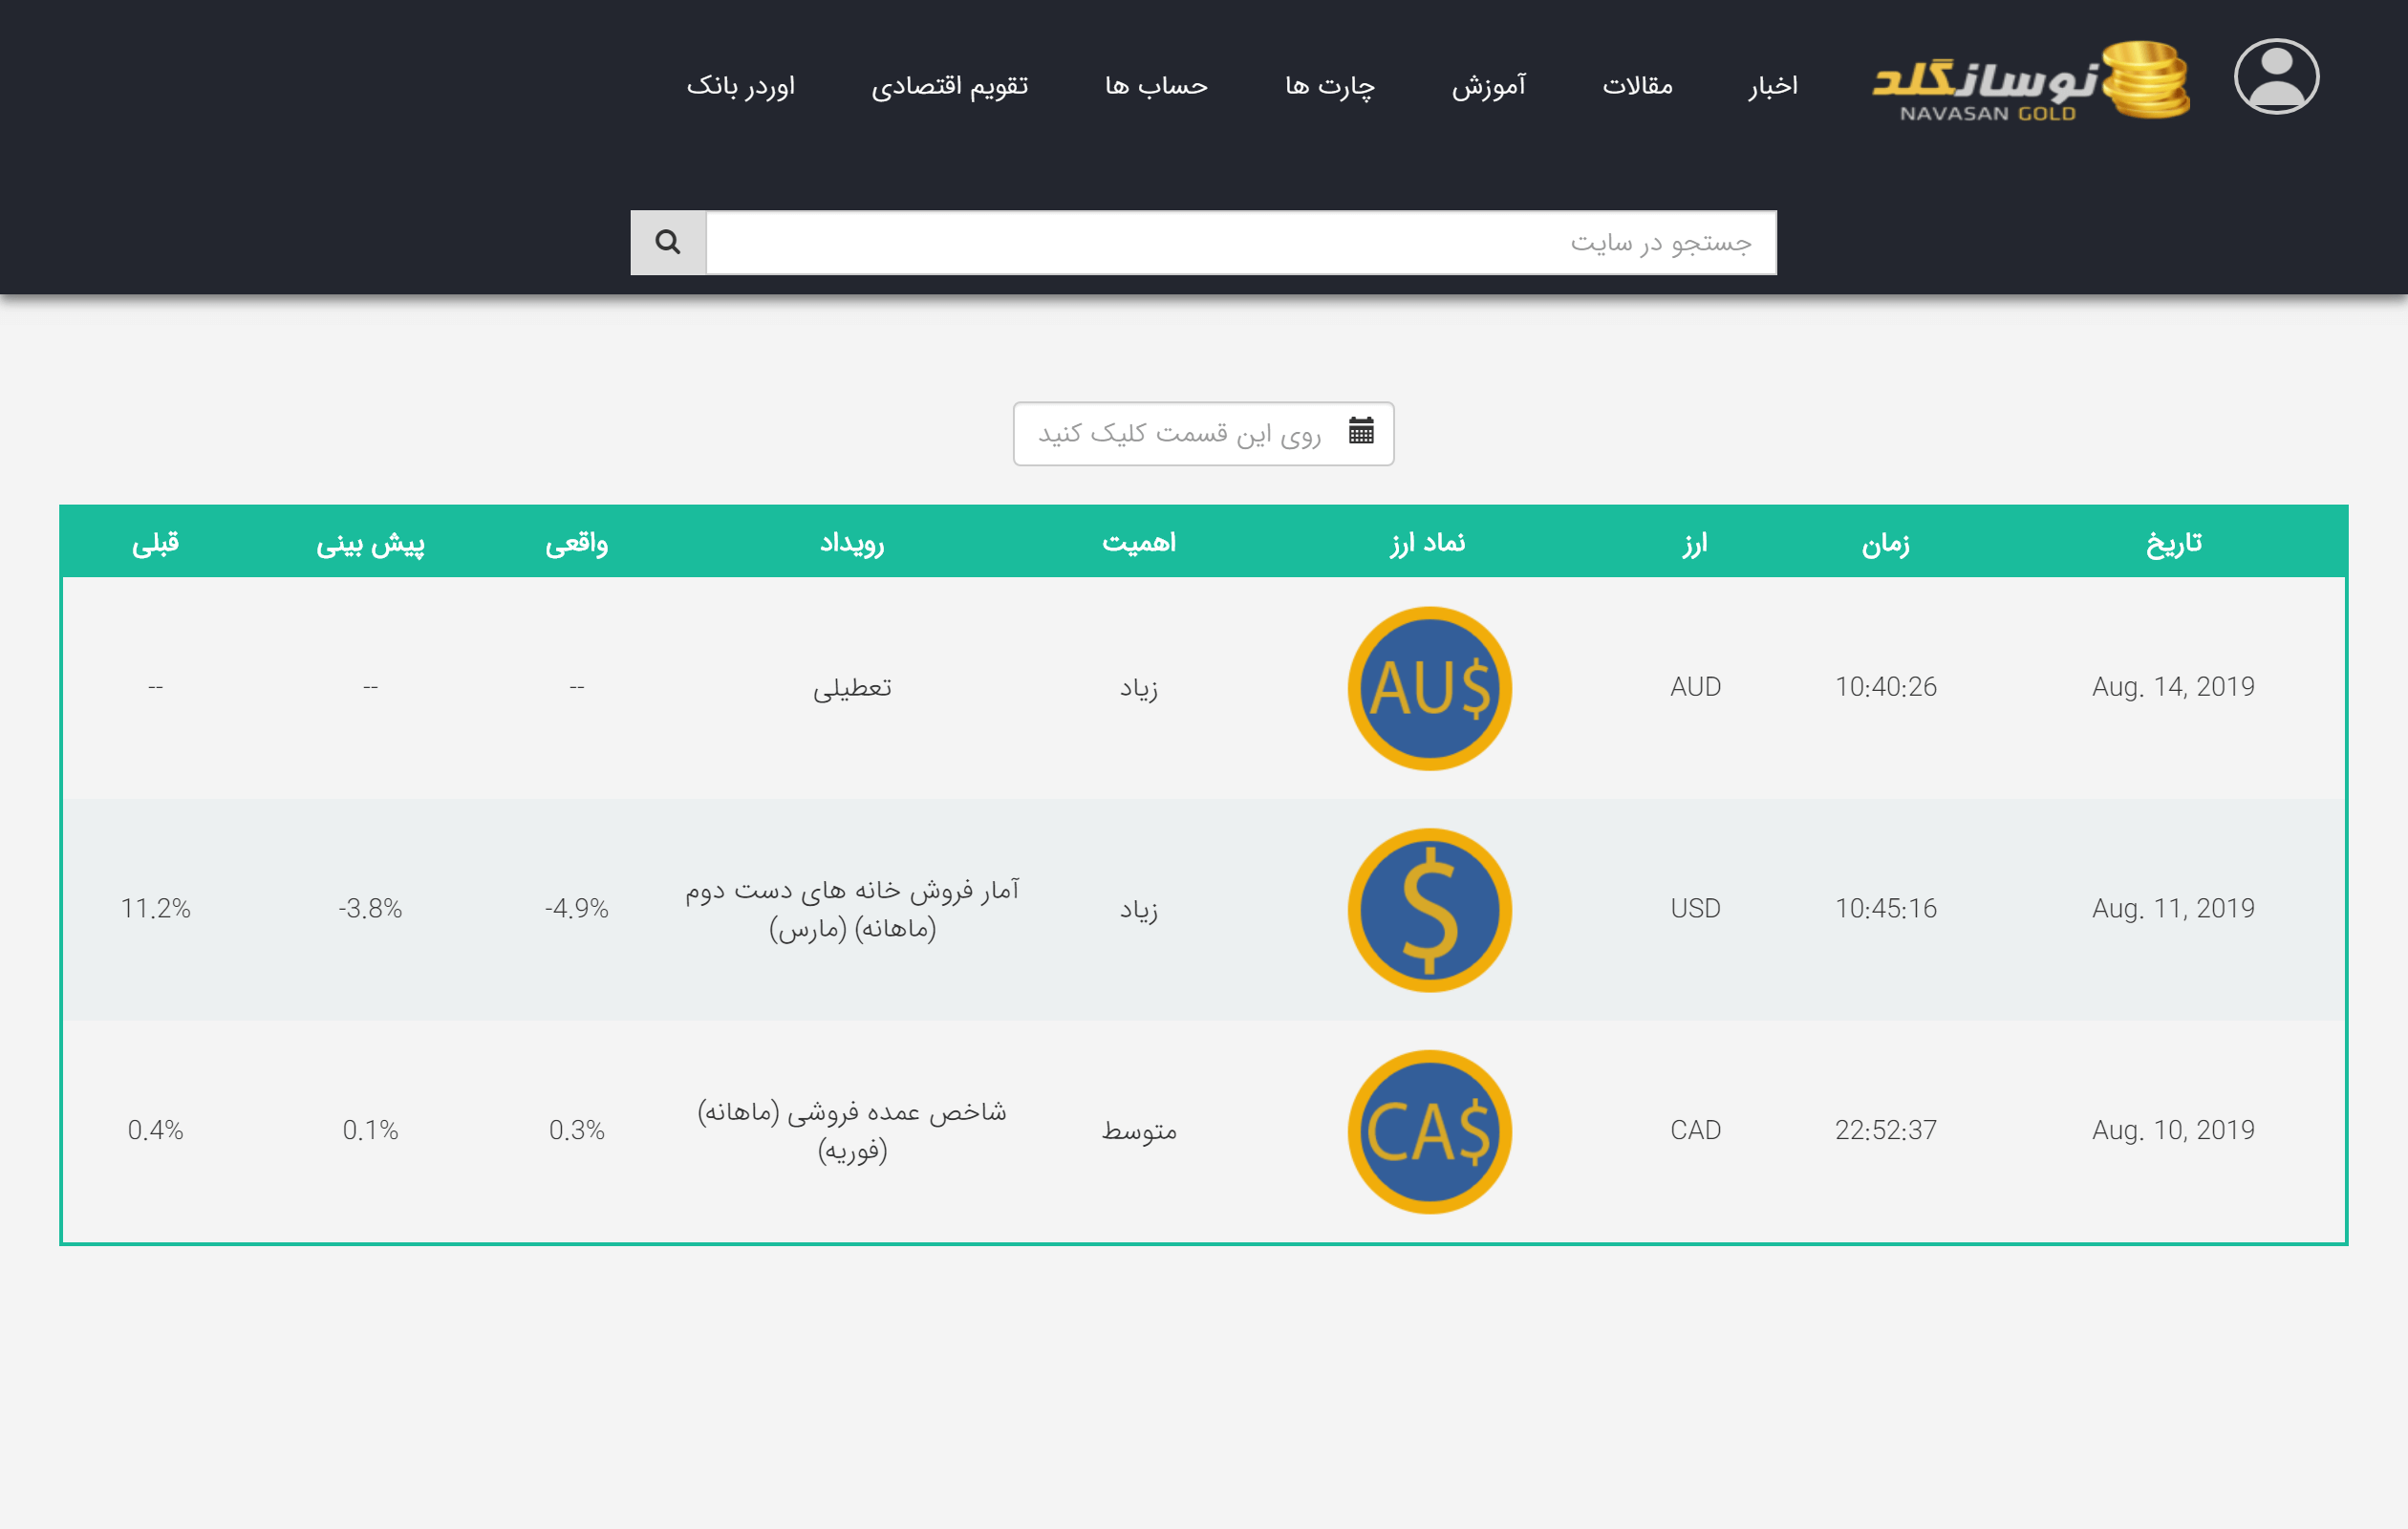 نوسازگلد
NAVASAN GOLD
اخبار مقالات آموزش چارت ها حساب ها تقویم اقتصادی اوردر بانک
جستجو در سایت
روی این قسمت کلیک کنید
تاریخ زمان ارز نماد ارز اهمیت رویداد واقعی پیش بینی قبلی
Aug. 14, 2019 10:40:26 AUD AU$ زیاد تعطیلی -- -- --
Aug. 11, 2019 10:45:16 USD $ زیاد آمار فروش خانه های دست دوم -4.9% -3.8% 11.2%
(ماهانه) (مارس)
Aug. 10, 2019 22:52:37 CAD CA$ متوسط شاخص عمده فروشی (ماهانه) 0.3% 0.1% 0.4%
(فوریه)